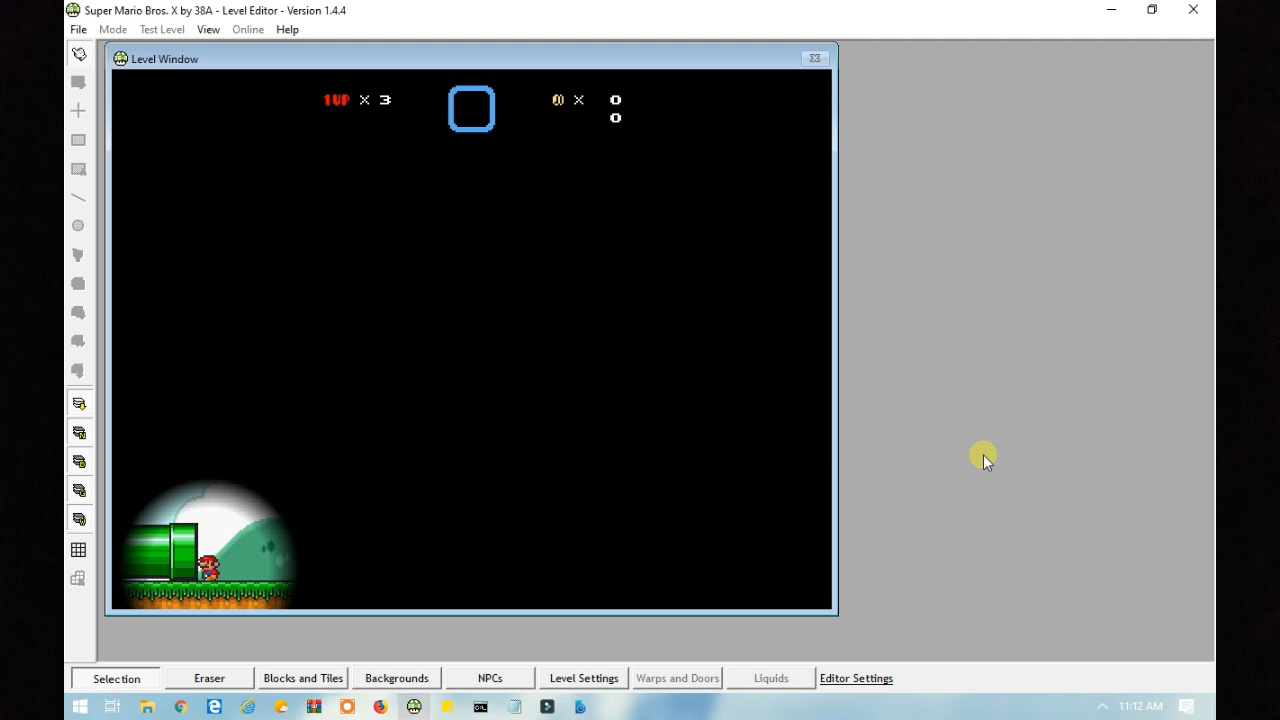 Super Mario Bros. X by 38A - Level Editor - Version 1.4.4
File Mode Test Level View Online Help
Level Window
1UP × 3
× 0
0
Selection Eraser Blocks and Tiles Backgrounds NPCs Level Settings Warps and Doors Liquids Editor Settings
11:12 AM